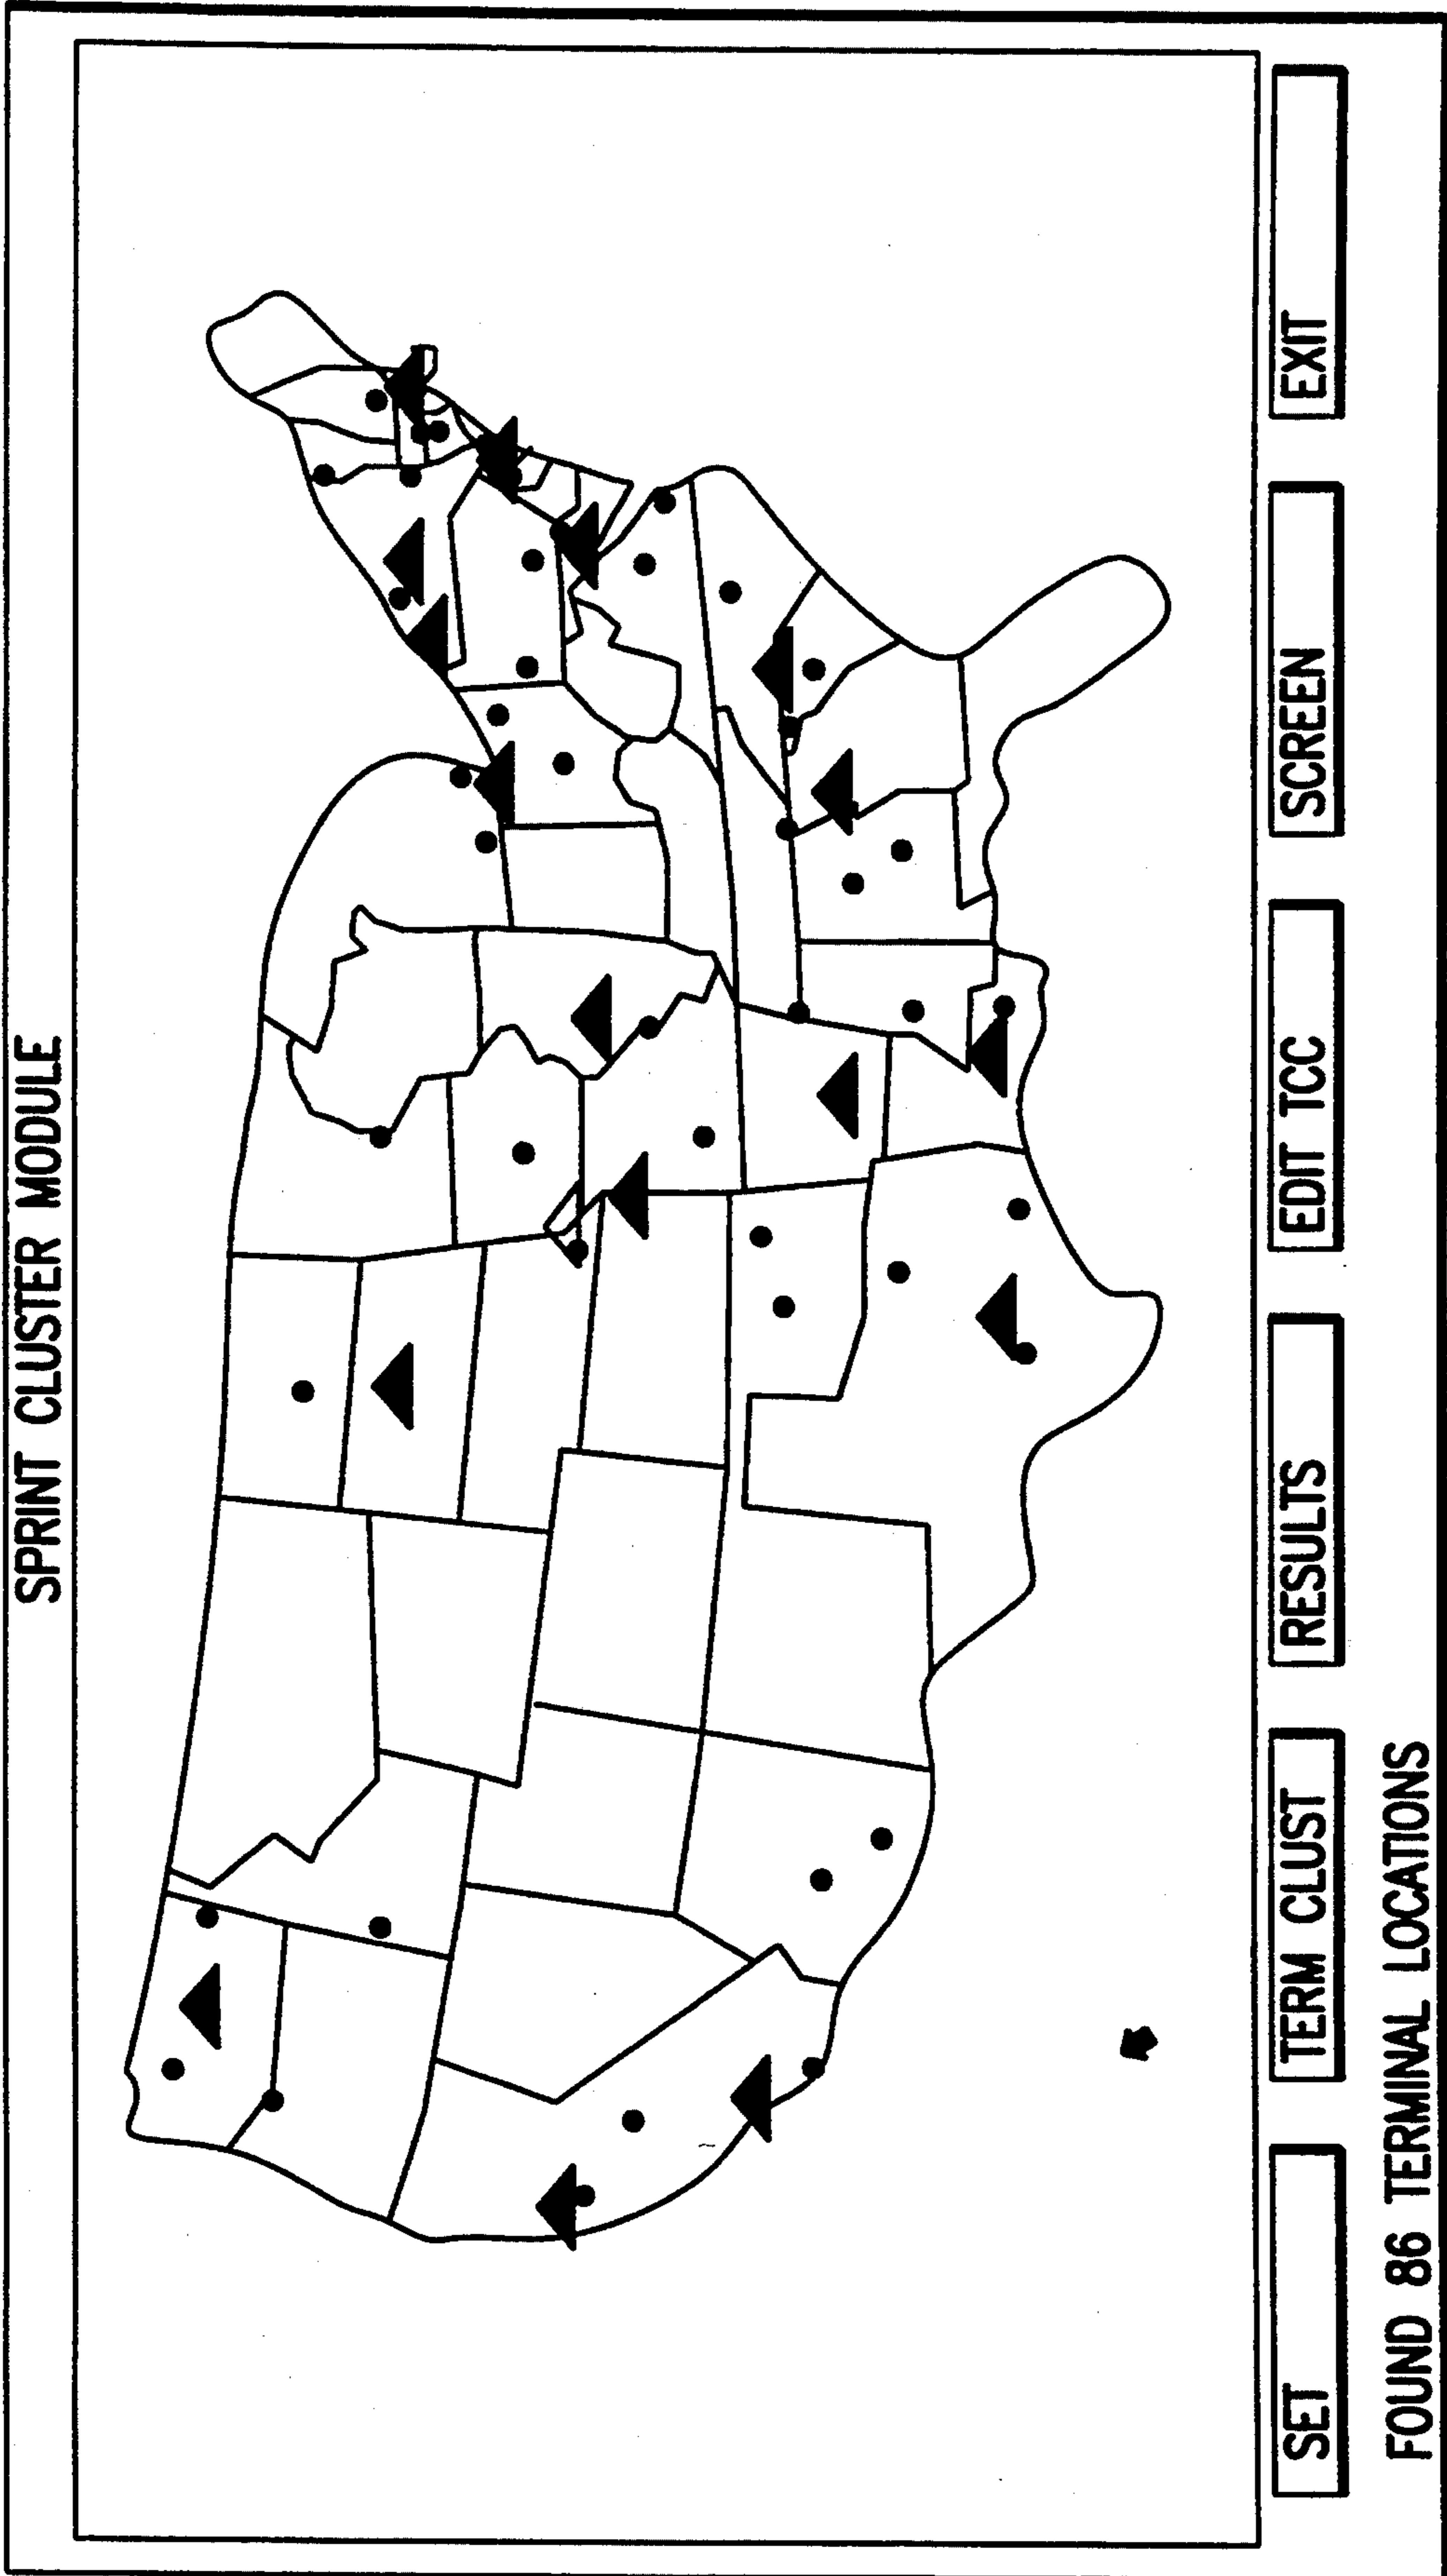 SPRINT CLUSTER MODULE
SET
TERM CLUST
RESULTS
EDIT TCC
SCREEN
EXIT
FOUND 86 TERMINAL LOCATIONS